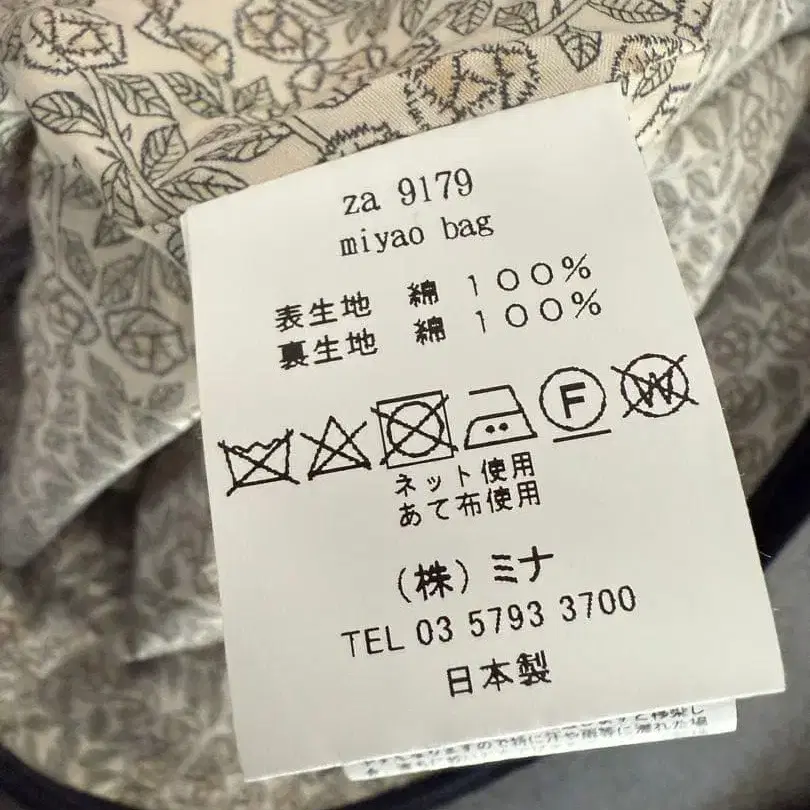 za 9179
miyao bag
表生地 綿 100%
裏生地 綿 100%
F W
ネット使用
あて布使用
(株)ミナ
TEL 03 5793 3700
日本製